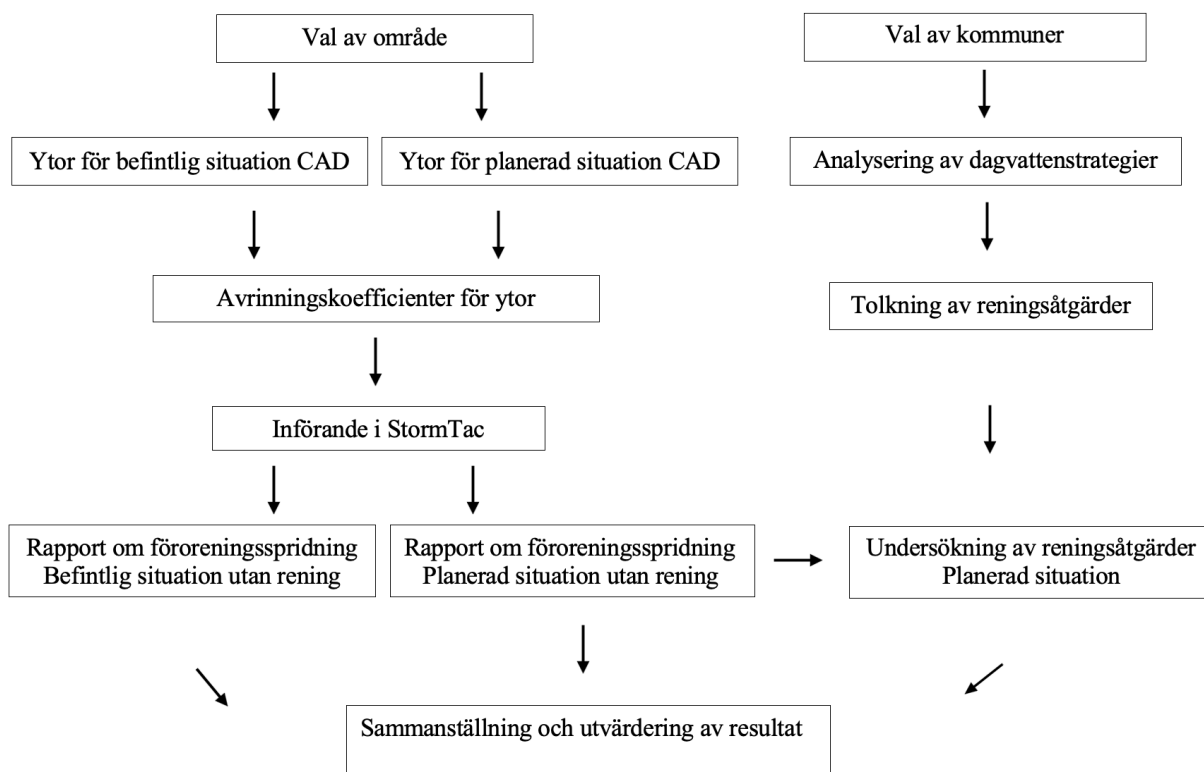 Val av område
Val av kommuner
Ytor för befintlig situation CAD
Ytor för planerad situation CAD
Analysering av dagvattenstrategier
Avrinningskoefficienter för ytor
Tolkning av reningsåtgärder
Införande i StormTac
Rapport om föroreningsspridning
Befintlig situation utan rening
Rapport om föroreningsspridning
Planerad situation utan rening
Undersökning av reningsåtgärder
Planerad situation
Sammanställning och utvärdering av resultat